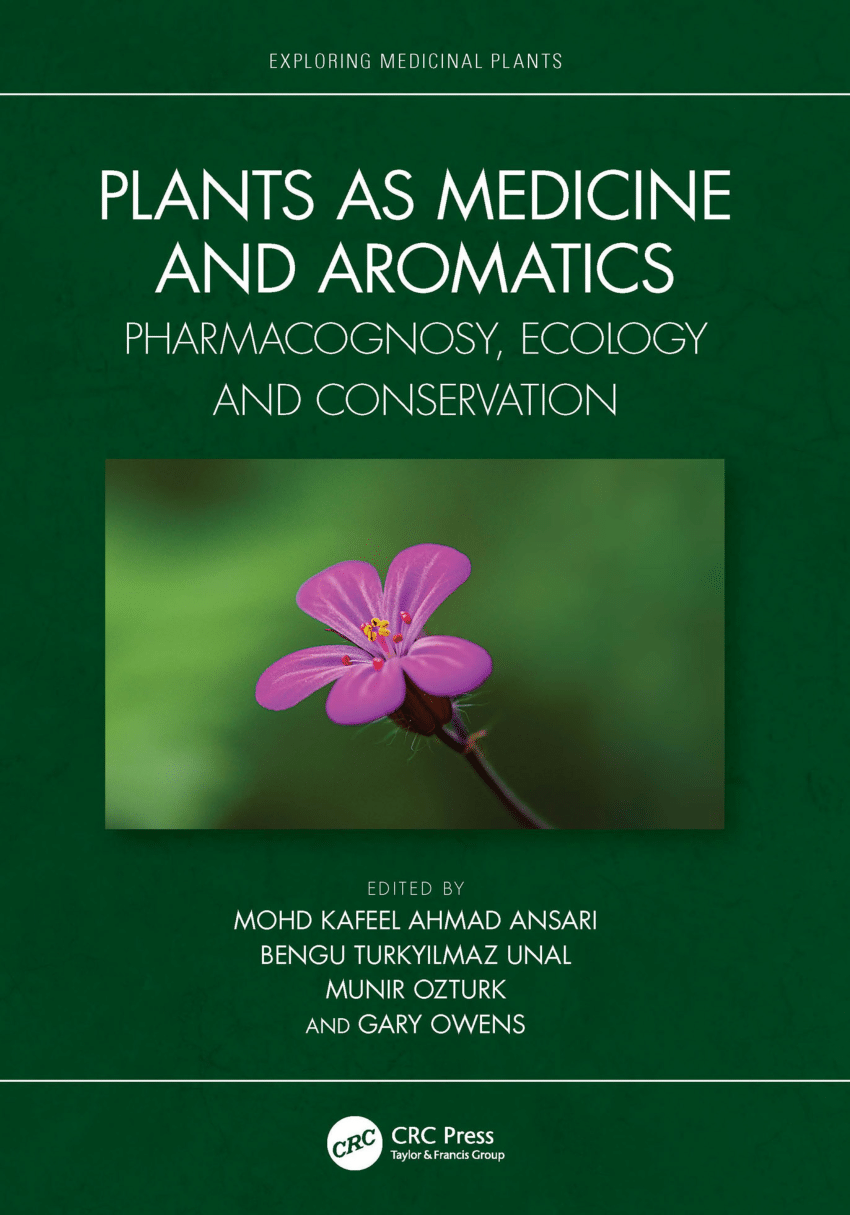 EXPLORING MEDICINAL PLANTS
PLANTS AS MEDICINE
AND AROMATICS
PHARMACOGNOSY, ECOLOGY
AND CONSERVATION
EDITED BY
MOHD KAFEEL AHMAD ANSARI
BENGU TURKYILMAZ UNAL
MUNIR OZTURK
AND GARY OWENS
CRC
CRC Press
Taylor & Francis Group